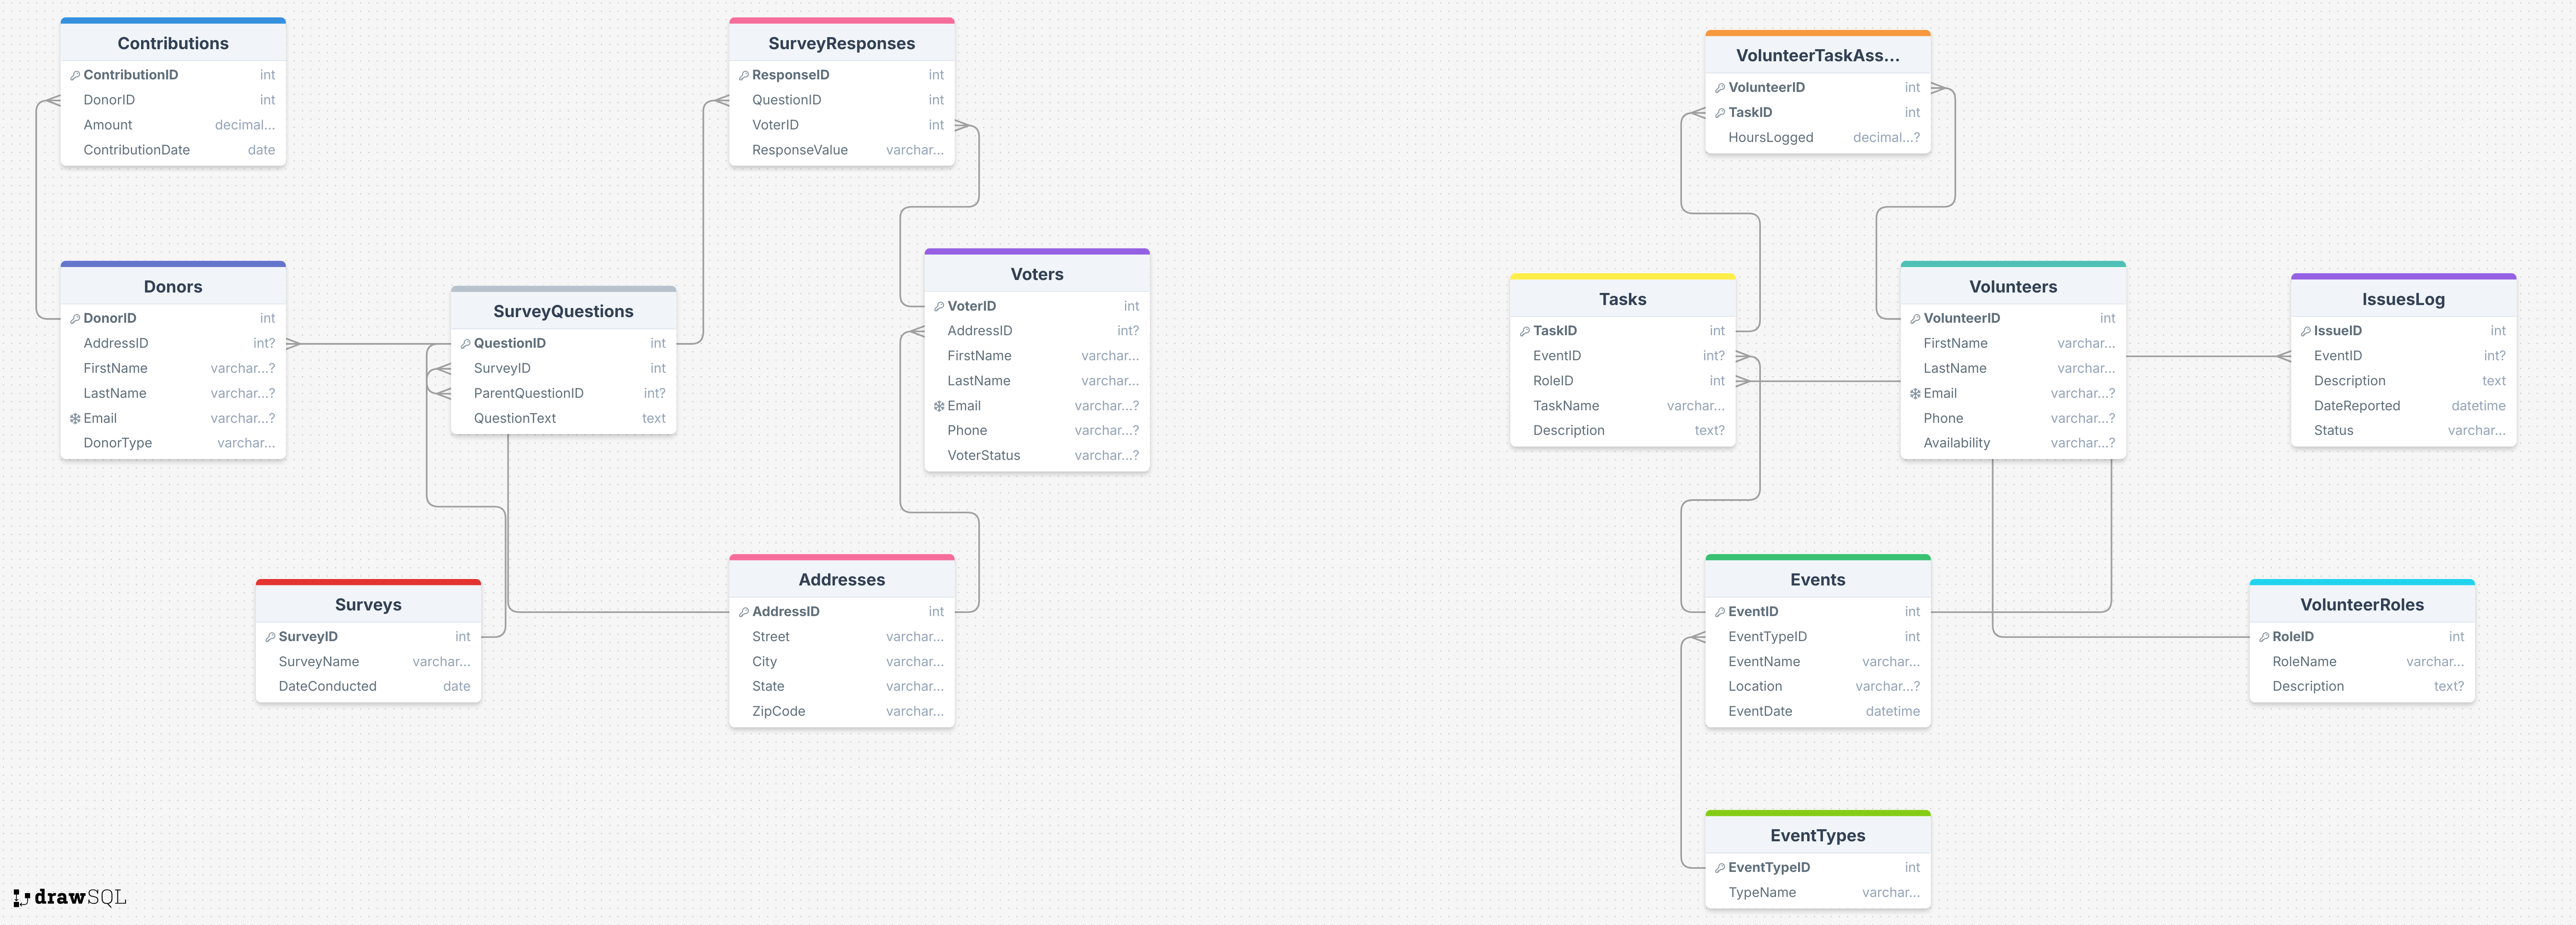 Contributions
ContributionID int
DonorID int
Amount decimal...
ContributionDate date
SurveyResponses
ResponseID int
QuestionID int
VoterID int
ResponseValue varchar...
VolunteerTaskAss...
VolunteerID int
TaskID int
HoursLogged decimal...?
Donors
DonorID int
AddressID int?
FirstName varchar...?
LastName varchar...?
Email varchar...?
DonorType varchar...
SurveyQuestions
QuestionID int
SurveyID int
ParentQuestionID int?
QuestionText text
Voters
VoterID int
AddressID int?
FirstName varchar...
LastName varchar...
Email varchar...?
Phone varchar...?
VoterStatus varchar...?
Tasks
TaskID int
EventID int?
RoleID int
TaskName varchar...
Description text?
Volunteers
VolunteerID int
FirstName varchar...
LastName varchar...
Email varchar...?
Phone varchar...?
Availability varchar...?
IssuesLog
IssueID int
EventID int?
Description text
DateReported datetime
Status varchar...
Surveys
SurveyID int
SurveyName varchar...
DateConducted date
Addresses
AddressID int
Street varchar...
City varchar...
State varchar...
ZipCode varchar...
Events
EventID int
EventTypeID int
EventName varchar...
Location varchar...?
EventDate datetime
VolunteerRoles
RoleID int
RoleName varchar...
Description text?
EventTypes
EventTypeID int
TypeName varchar...
drawSQL